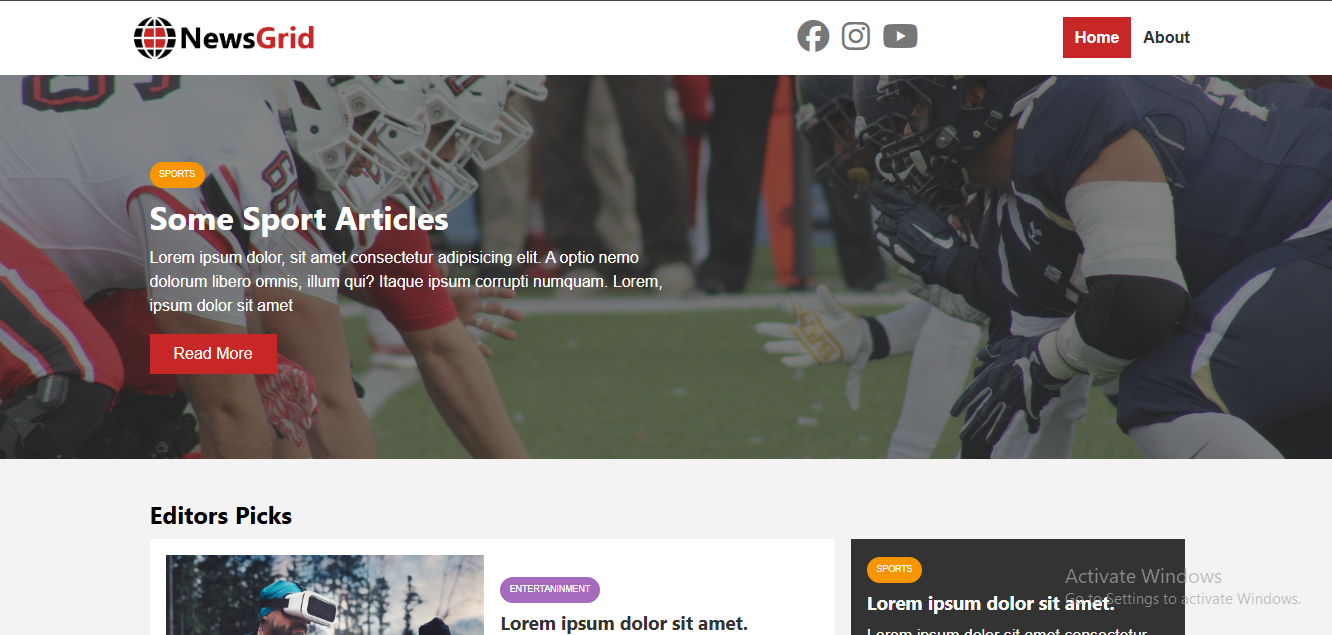 NewsGrid
Home
About
SPORTS
Some Sport Articles
Lorem ipsum dolor, sit amet consectetur adipisicing elit. A optio nemo
dolorum libero omnis, illum qui? Itaque ipsum corrupti numquam. Lorem,
ipsum dolor sit amet
Read More
Editors Picks
ENTERTANINMENT
Lorem ipsum dolor sit amet.
SPORTS
Lorem ipsum dolor sit amet.
Lorem ipsum dolor sit amet consectetur
Activate Windows
Go to Settings to activate Windows.